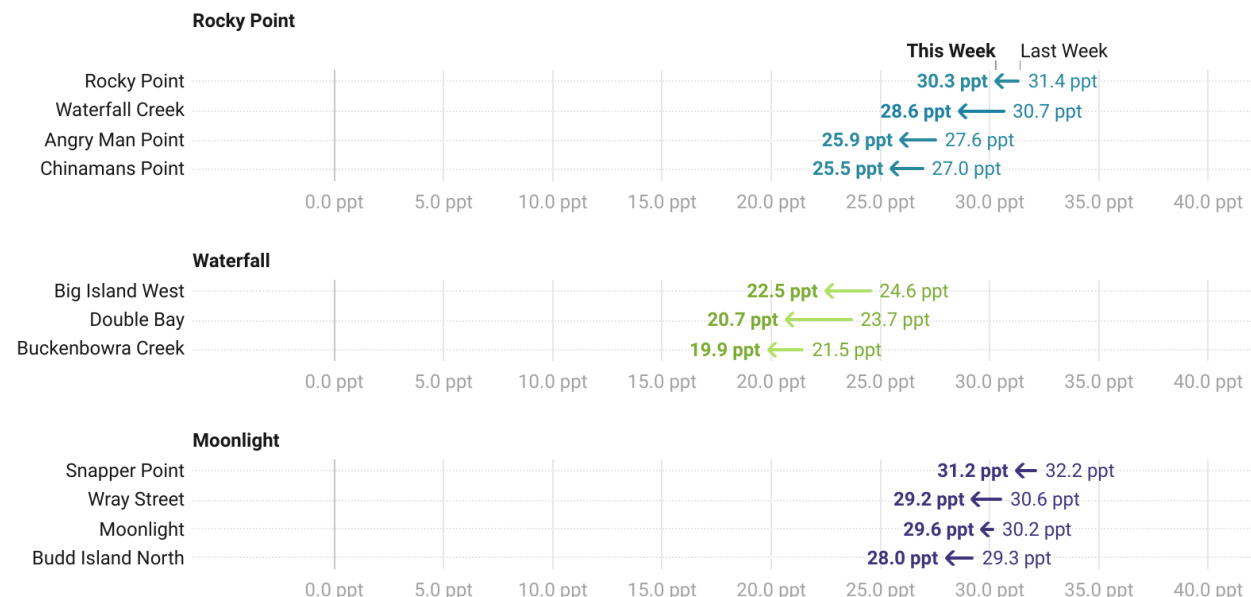 Rocky Point
This Week Last Week
Rocky Point 30.3 ppt 31.4 ppt
Waterfall Creek 28.6 ppt 30.7 ppt
Angry Man Point 25.9 ppt 27.6 ppt
Chinamans Point 25.5 ppt 27.0 ppt
0.0 ppt 5.0 ppt 10.0 ppt 15.0 ppt 20.0 ppt 25.0 ppt 30.0 ppt 35.0 ppt 40.0 ppt
Waterfall
Big Island West 22.5 ppt 24.6 ppt
Double Bay 20.7 ppt 23.7 ppt
Buckenbowra Creek 19.9 ppt 21.5 ppt
0.0 ppt 5.0 ppt 10.0 ppt 15.0 ppt 20.0 ppt 25.0 ppt 30.0 ppt 35.0 ppt 40.0 ppt
Moonlight
Snapper Point 31.2 ppt 32.2 ppt
Wray Street 29.2 ppt 30.6 ppt
Moonlight 29.6 ppt 30.2 ppt
Budd Island North 28.0 ppt 29.3 ppt
0.0 ppt 5.0 ppt 10.0 ppt 15.0 ppt 20.0 ppt 25.0 ppt 30.0 ppt 35.0 ppt 40.0 ppt